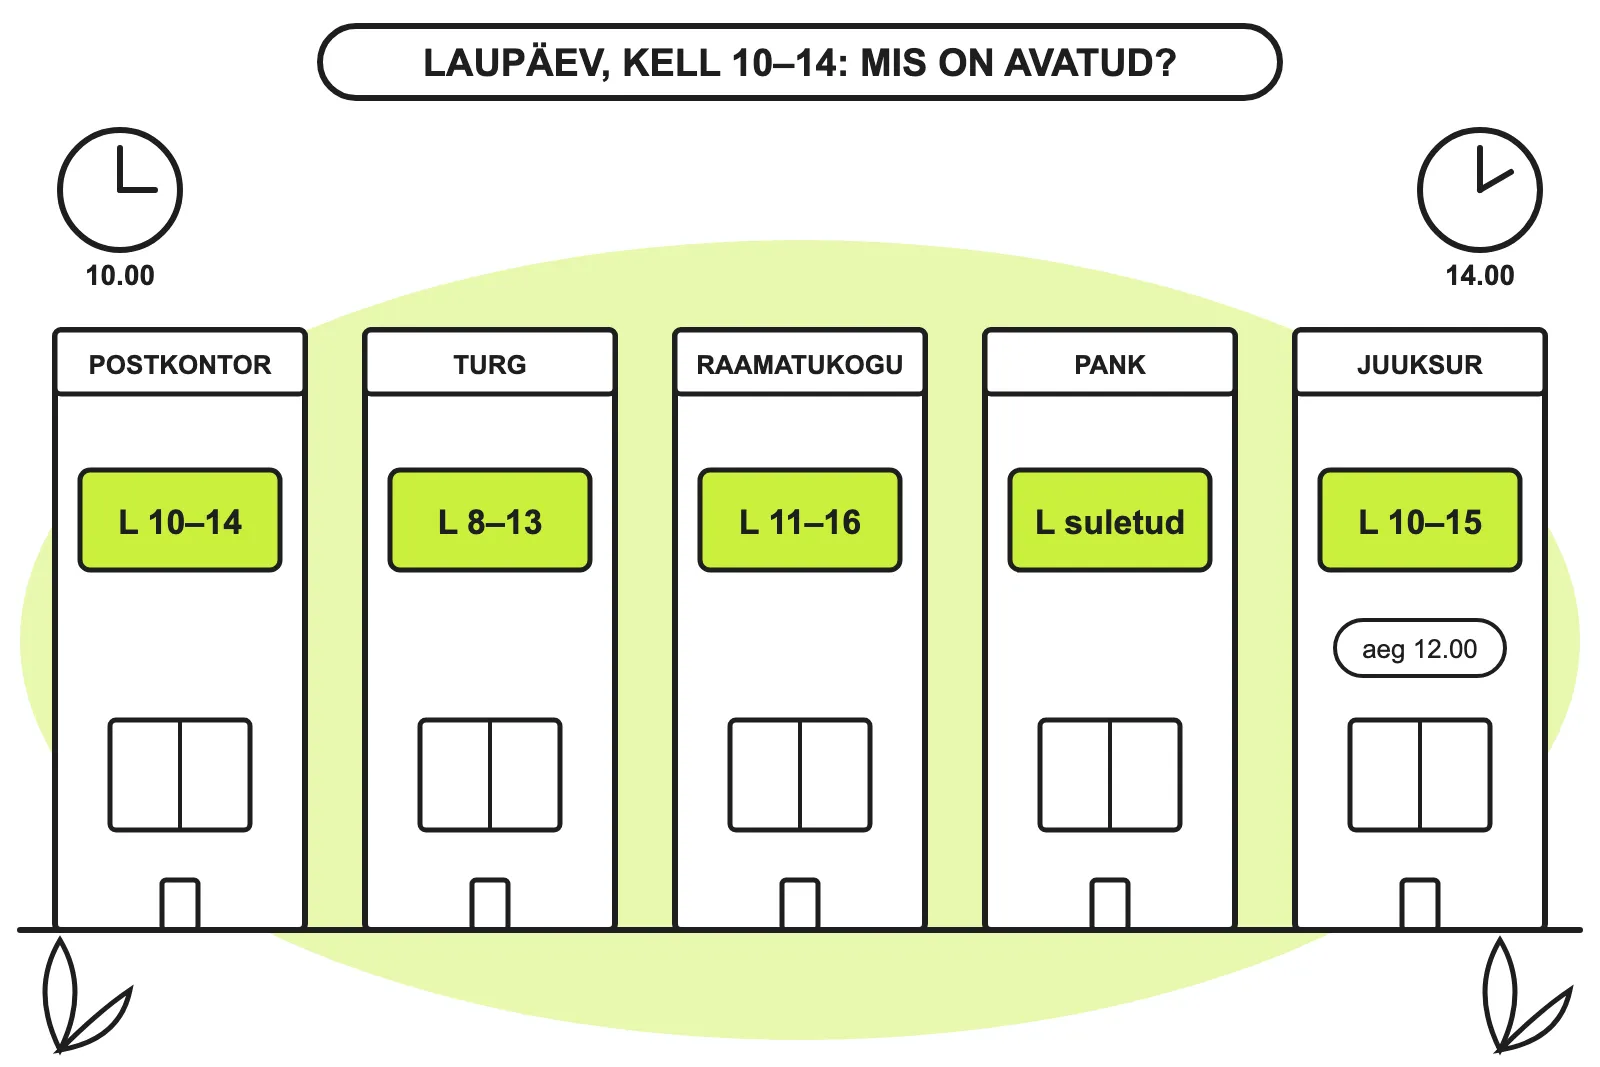 LAUPÄEV, KELL 10–14: MIS ON AVATUD?
10.00
14.00
POSTKONTOR
TURG
RAAMATUKOGU
PANK
JUUKSUR
L 10–14
L 8–13
L 11–16
L suletud
L 10–15
aeg 12.00